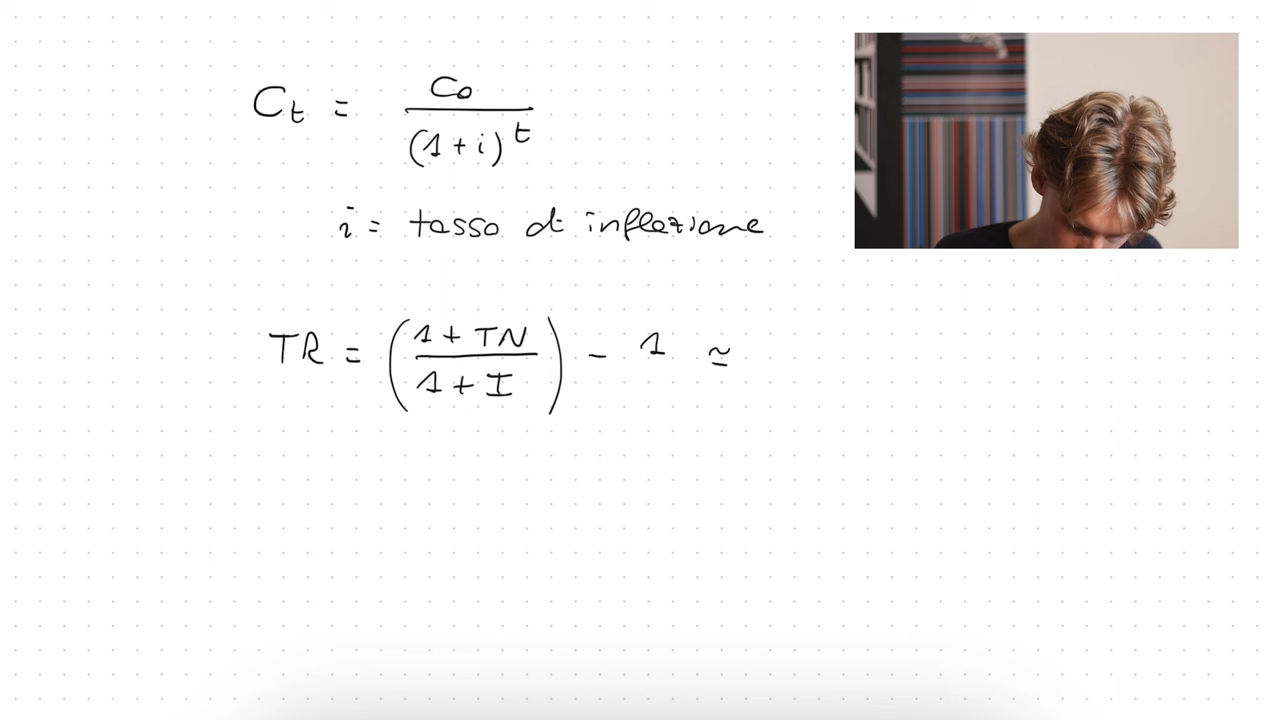 Ct = C0 / (1 + i)^t
i = tasso di inflazione
TR = ((1 + TN) / (1 + I)) - 1 ≃